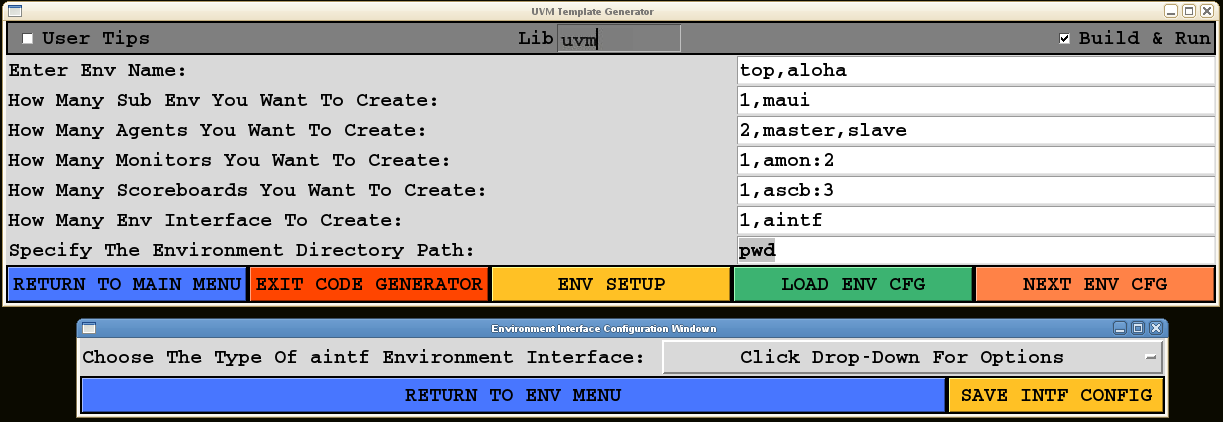 UVM Template Generator
User Tips Lib uvm Build & Run
Enter Env Name: top,aloha
How Many Sub Env You Want To Create: 1,maui
How Many Agents You Want To Create: 2,master,slave
How Many Monitors You Want To Create: 1,amon:2
How Many Scoreboards You Want To Create: 1,ascb:3
How Many Env Interface To Create: 1,aintf
Specify The Environment Directory Path: pwd
RETURN TO MAIN MENU EXIT CODE GENERATOR ENV SETUP LOAD ENV CFG NEXT ENV CFG
Environment Interface Configuration Windown
Choose The Type Of aintf Environment Interface: Click Drop-Down For Options
RETURN TO ENV MENU SAVE INTF CONFIG